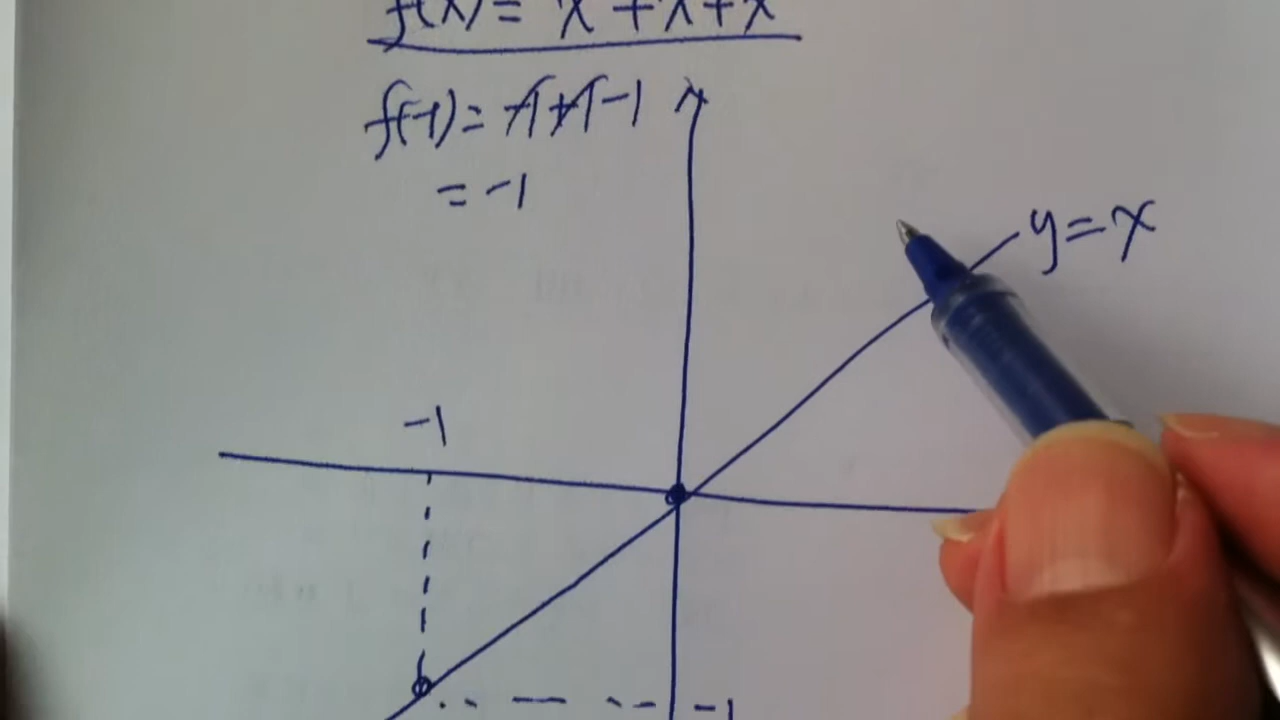 f(x) = x + x + x
f(-1) = -1 + 1 - 1
= -1
y = x
-1
-1